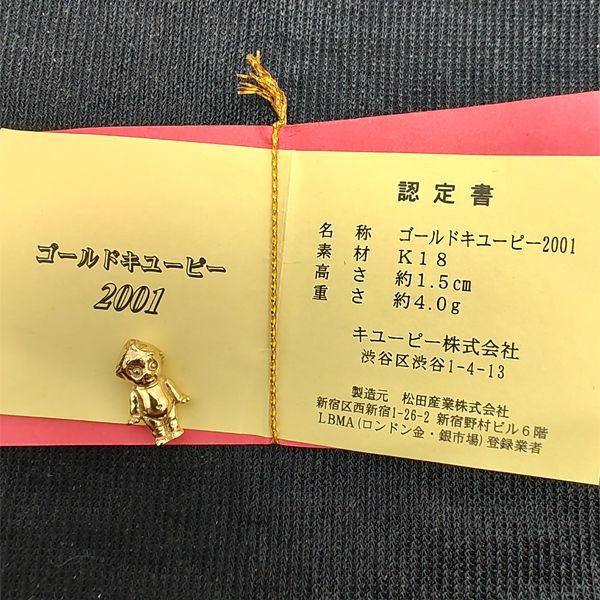 ゴールドキユーピー
2001
認定書
名称 ゴールドキユーピー2001
素材 K18
高さ 約1.5cm
重さ 約4.0g
キユーピー株式会社
渋谷区渋谷1-4-13
製造元 松田産業株式会社
新宿区西新宿1-26-2 新宿野村ビル6階
LBMA(ロンドン金・銀市場)登録業者